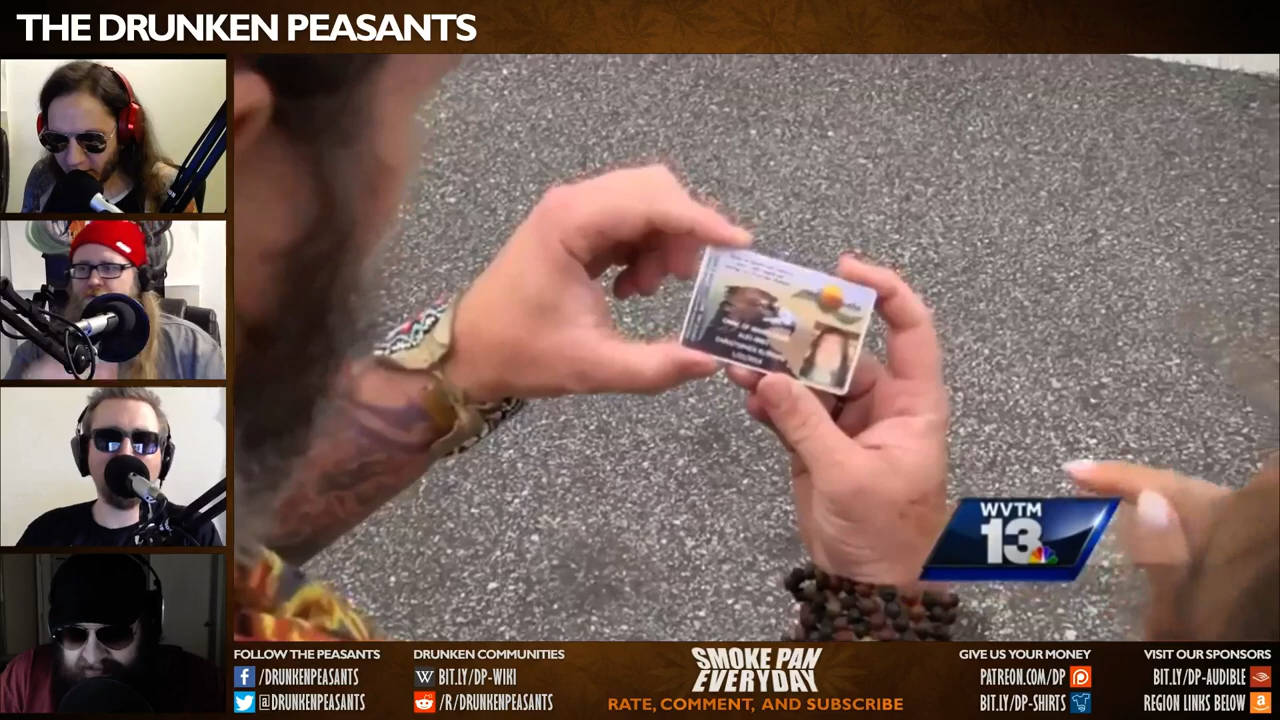 THE DRUNKEN PEASANTS
WVTM
13
FOLLOW THE PEASANTS
/DRUNKENPEASANTS
@DRUNKENPEASANTS
DRUNKEN COMMUNITIES
BIT.LY/DP-WIKI
/R/DRUNKENPEASANTS
SMOKE PAN
EVERYDAY
RATE, COMMENT, AND SUBSCRIBE
GIVE US YOUR MONEY
PATREON.COM/DP
BIT.LY/DP-SHIRTS
VISIT OUR SPONSORS
BIT.LY/DP-AUDIBLE
REGION LINKS BELOW